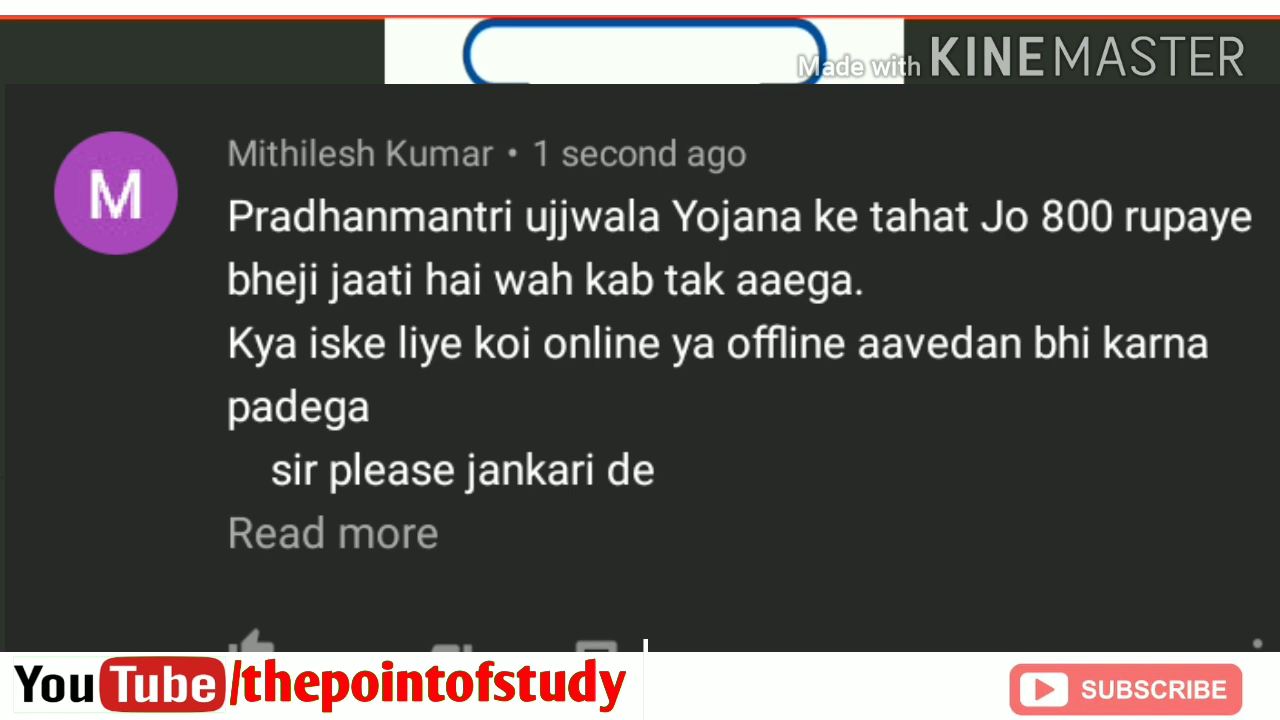 Made with KINEMASTER
Mithilesh Kumar • 1 second ago
M
Pradhanmantri ujjwala Yojana ke tahat Jo 800 rupaye
bheji jaati hai wah kab tak aaega.
Kya iske liye koi online ya offline aavedan bhi karna
padega
sir please jankari de
Read more
YouTube/thepointofstudy
SUBSCRIBE